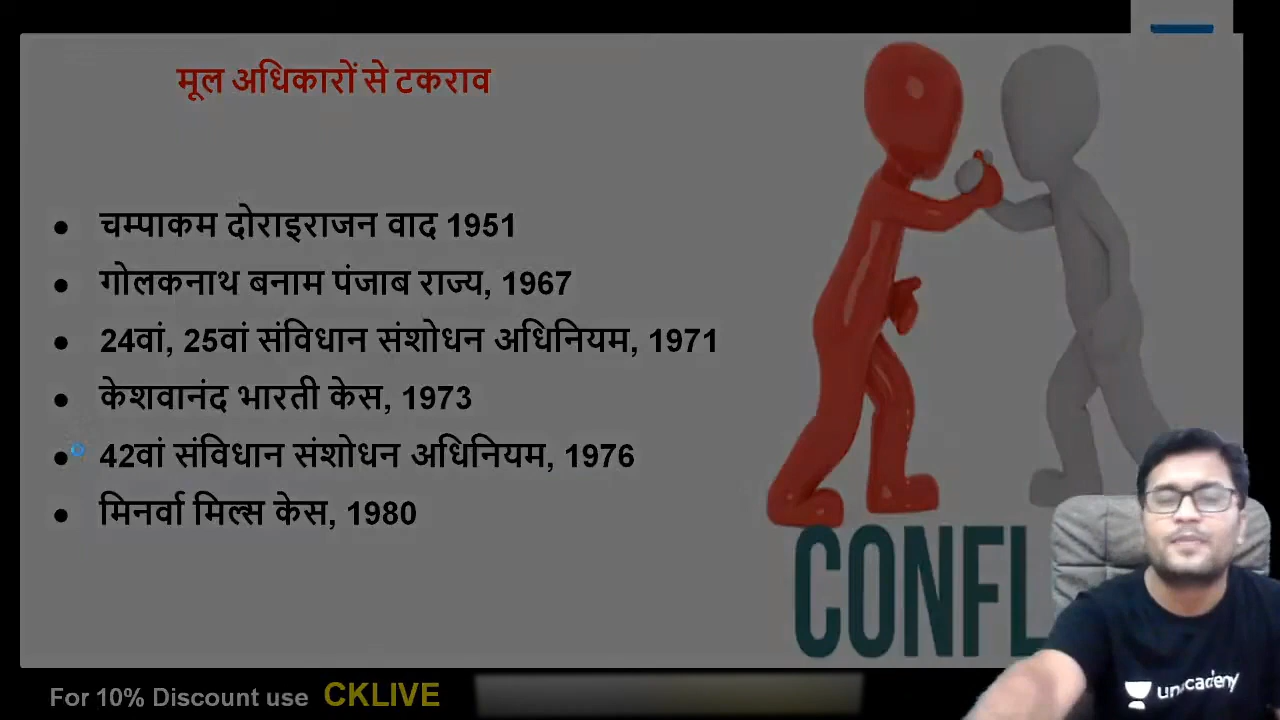 मूल अधिकारों से टकराव
• चम्पाकम दोराइराजन वाद 1951
• गोलकनाथ बनाम पंजाब राज्य, 1967
• 24वां, 25वां संविधान संशोधन अधिनियम, 1971
• केशवानंद भारती केस, 1973
• 42वां संविधान संशोधन अधिनियम, 1976
• मिनर्वा मिल्स केस, 1980
CONFL
unacademy
For 10% Discount use CKLIVE